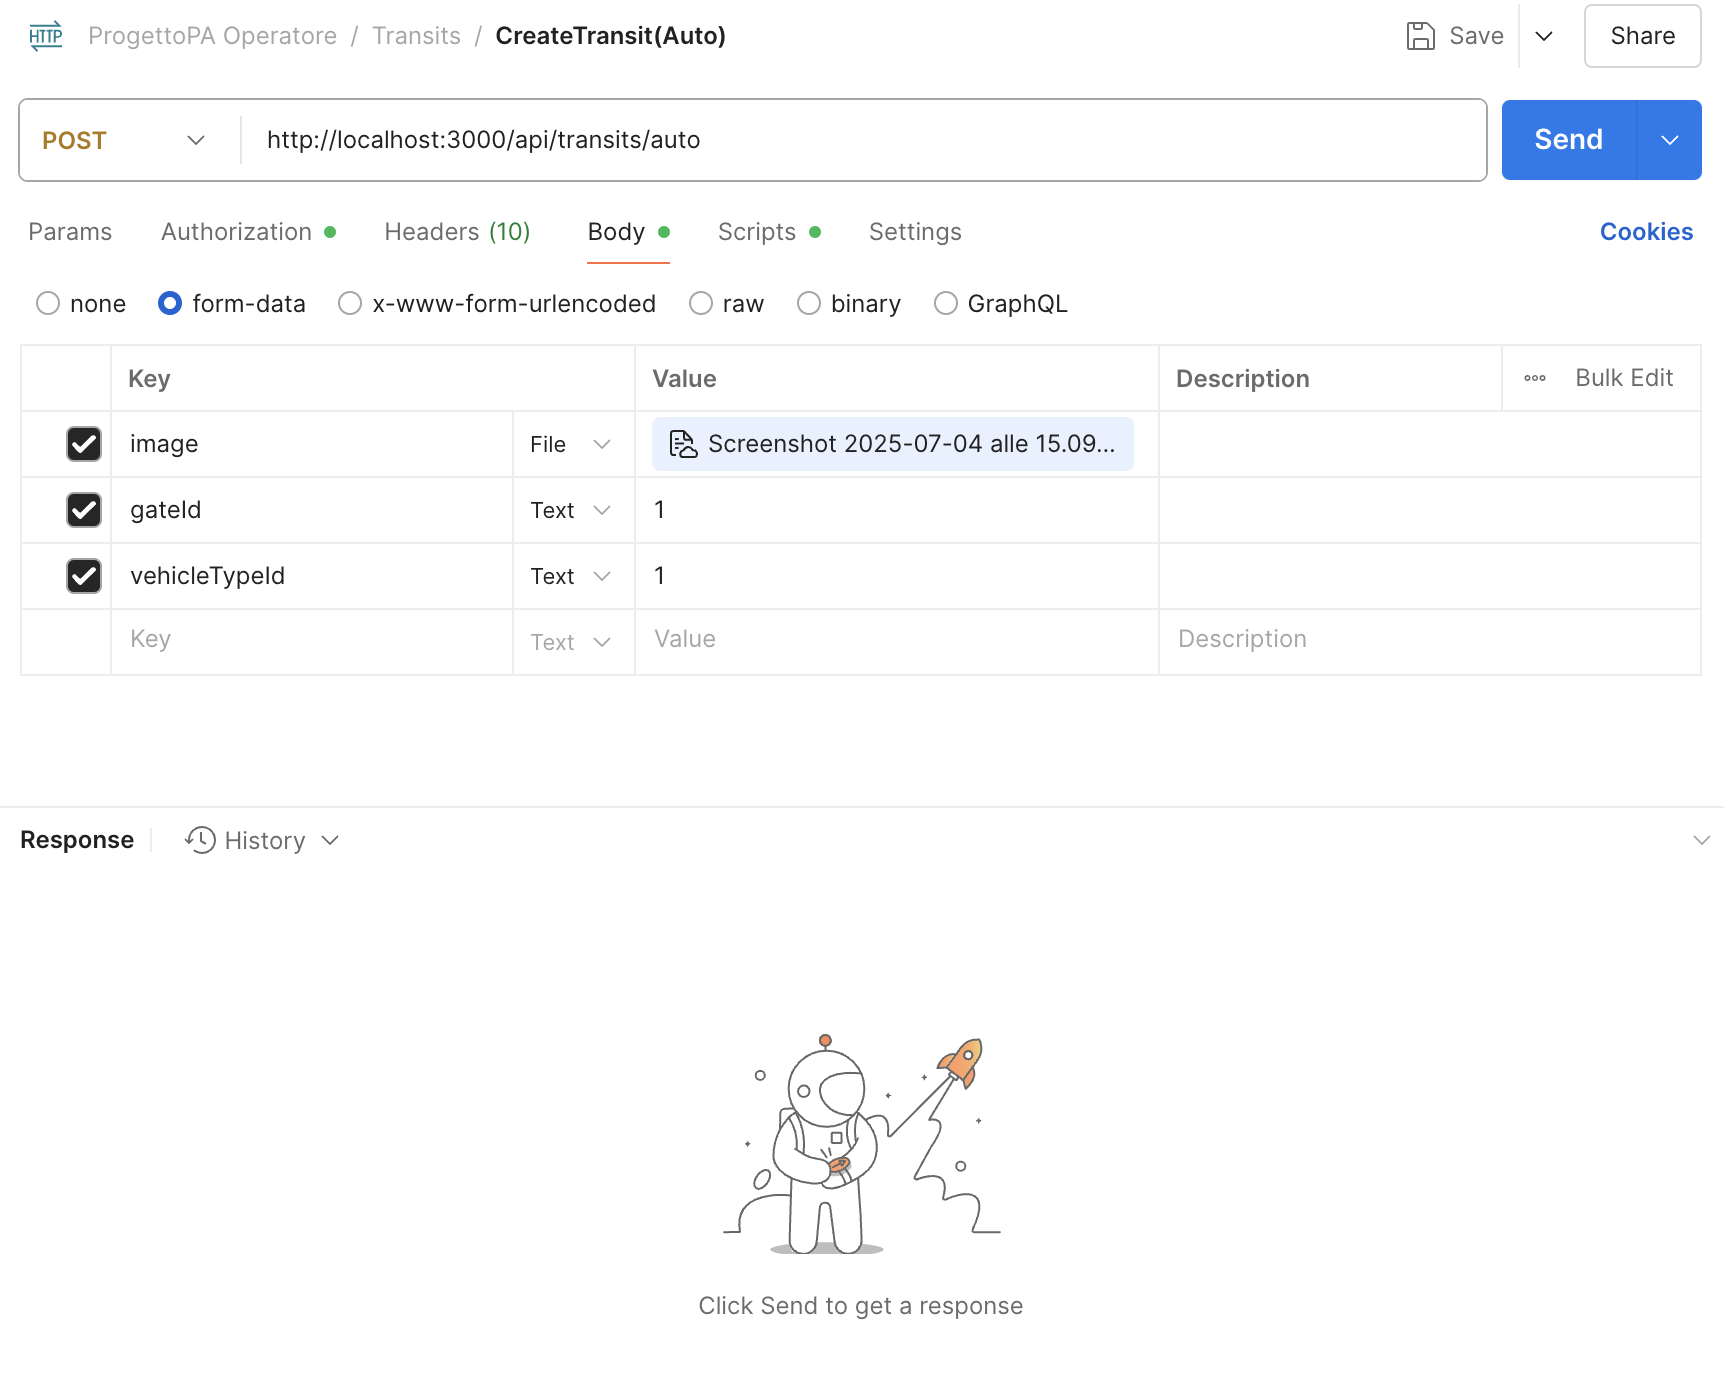 HTTP ProgettoPA Operatore / Transits / CreateTransit(Auto) Save Share
POST http://localhost:3000/api/transits/auto Send
Params Authorization Headers (10) Body Scripts Settings Cookies
none form-data x-www-form-urlencoded raw binary GraphQL
Key Value Description Bulk Edit
image File Screenshot 2025-07-04 alle 15.09...
gateId Text 1
vehicleTypeId Text 1
Key Text Value Description
Response History
Click Send to get a response